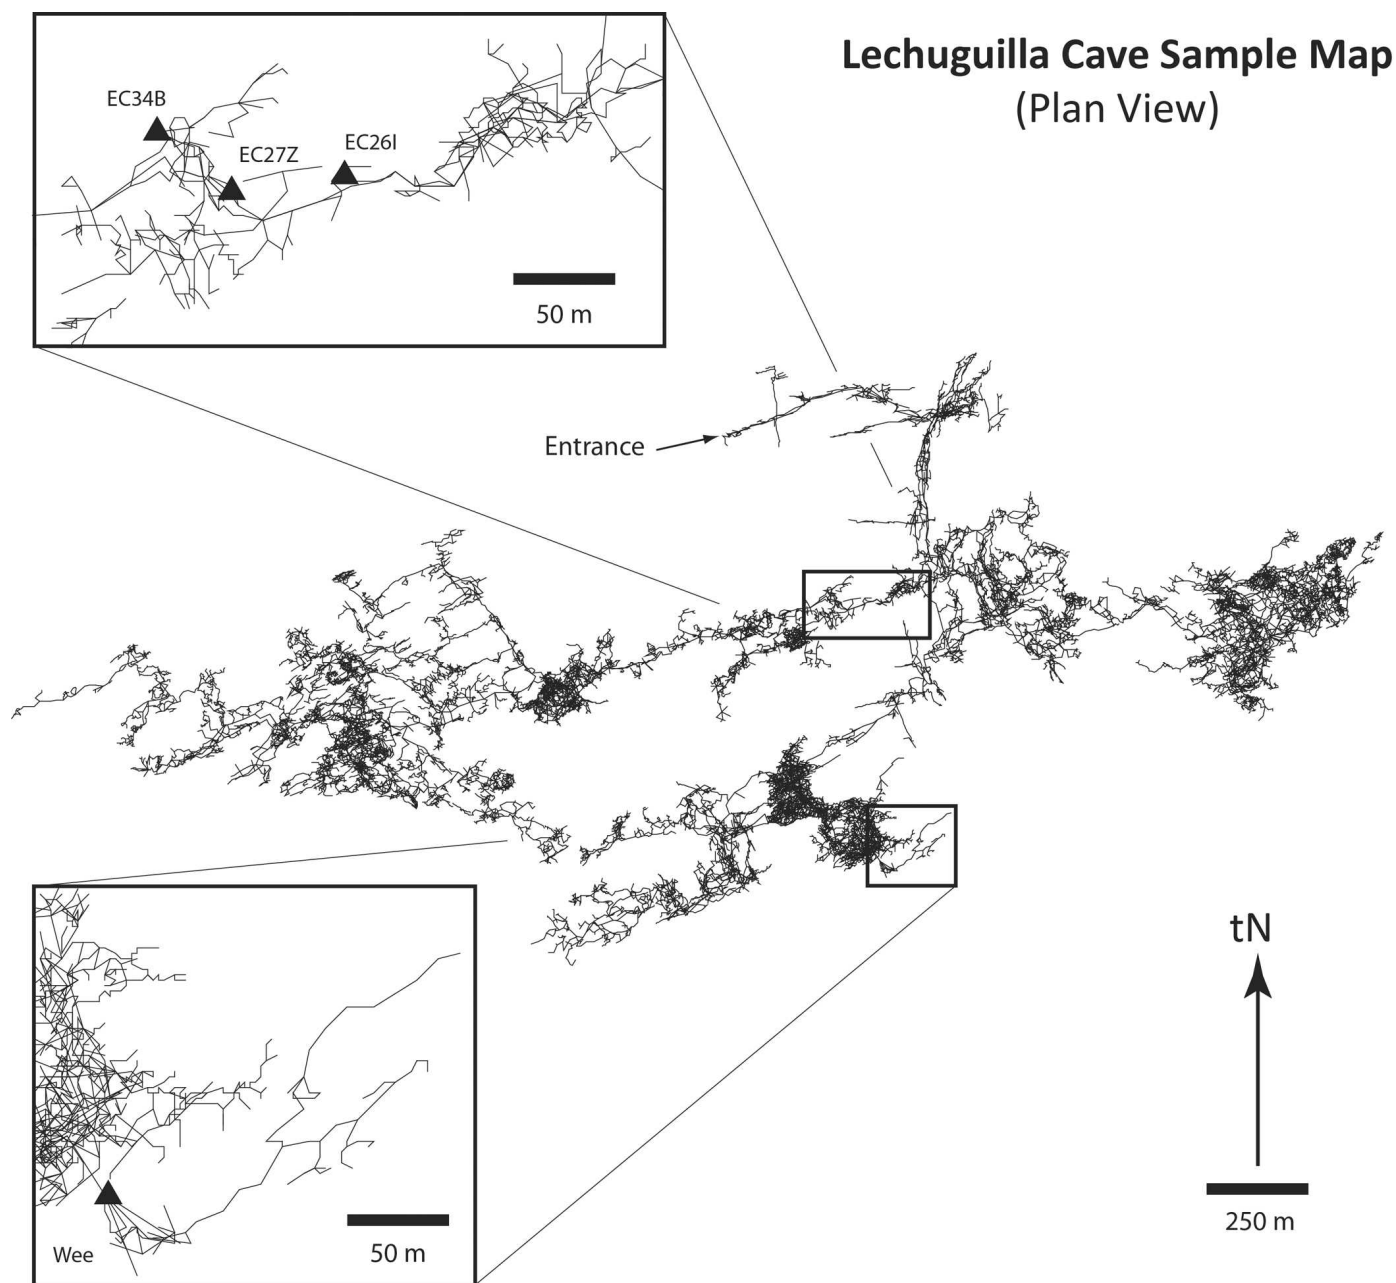 Lechuguilla Cave Sample Map
(Plan View)
EC34B
EC27Z
EC26I
50 m
Entrance
tN
250 m
50 m
Wee